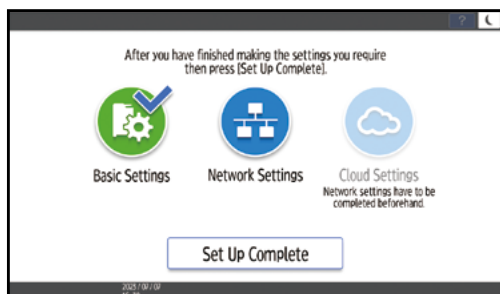 ?
After you have finished making the settings you require
then press [Set Up Complete].
Basic Settings
Network Settings
Cloud Settings
Network settings have to be
completed beforehand.
Set Up Complete